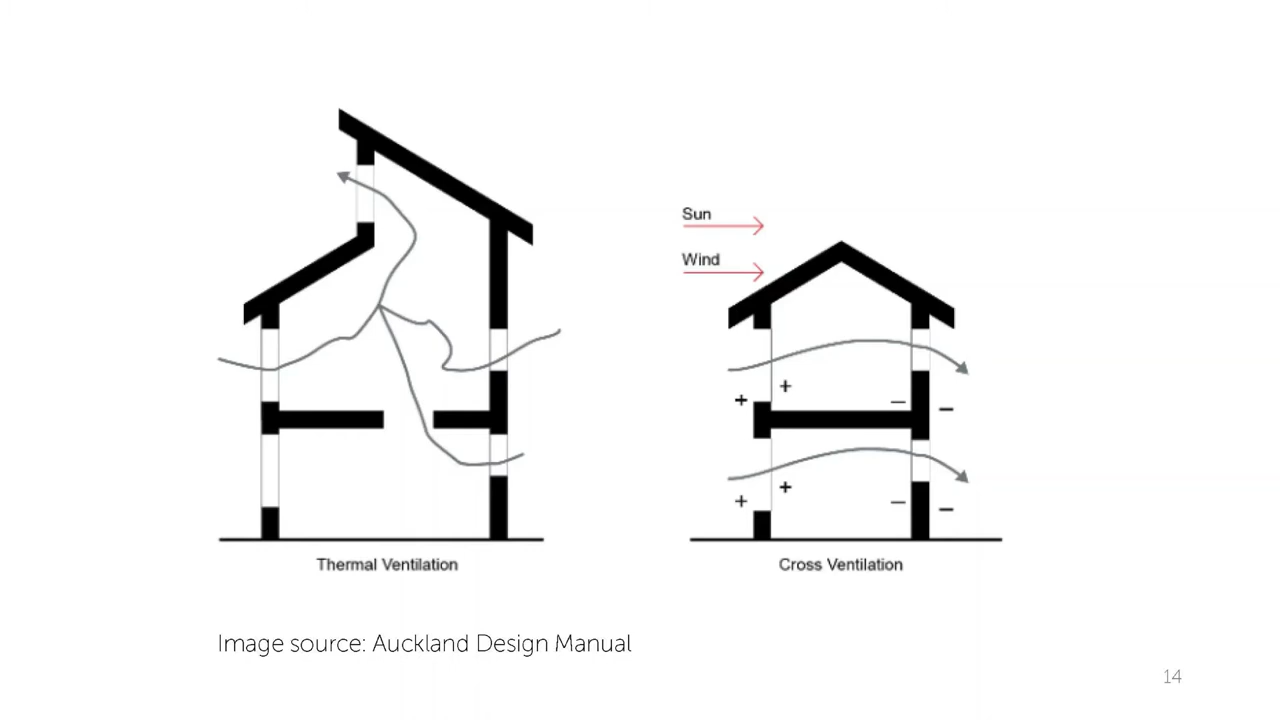 Sun
Wind
+
+
–
–
+
+
–
–
Thermal Ventilation
Cross Ventilation
Image source: Auckland Design Manual
14